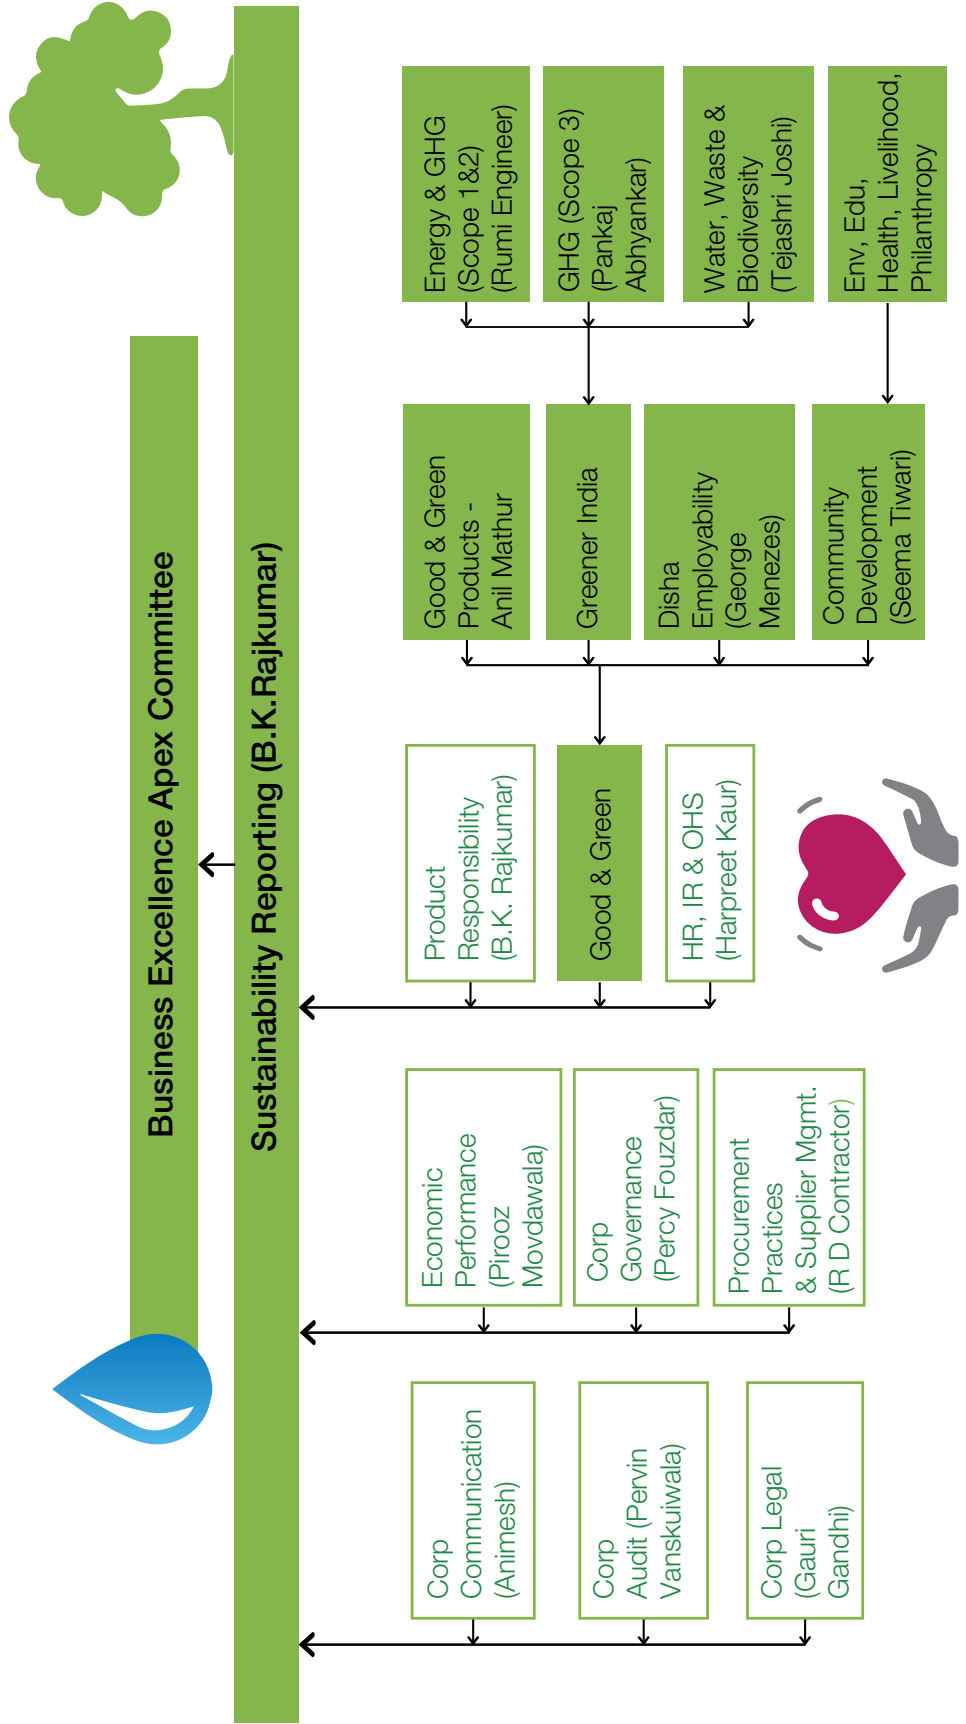 Business Excellence Apex Committee
Sustainability Reporting (B.K.Rajkumar)
Corp
Communication
(Animesh)
Corp
Audit (Pervin
Vanskuiwala)
Corp Legal
(Gauri
Gandhi)
Economic
Performance
(Pirooz
Movdawala)
Corp
Governance
(Percy Fouzdar)
Procurement
Practices
& Supplier Mgmt.
(R D Contractor)
Product
Responsibility
(B.K. Rajkumar)
Good & Green
HR, IR & OHS
(Harpreet Kaur)
Good & Green
Products -
Anil Mathur
Greener India
Disha
Employability
(George
Menezes)
Community
Development
(Seema Tiwari)
Energy & GHG
(Scope 1&2)
(Rumi Engineer)
GHG (Scope 3)
(Pankaj
Abhyankar)
Water, Waste &
Biodiversity
(Tejashri Joshi)
Env, Edu,
Health, Livelihood,
Philanthropy